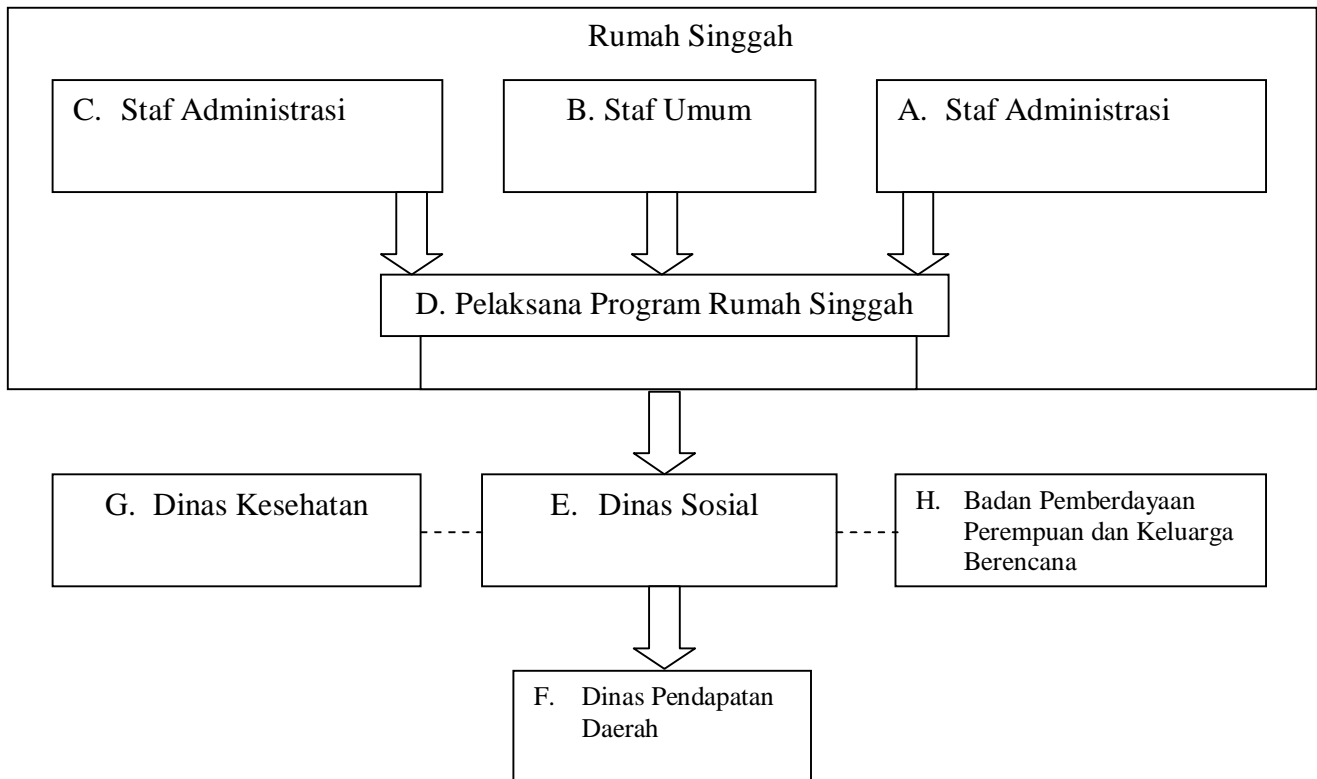 Rumah Singgah
C. Staf Administrasi
B. Staf Umum
A. Staf Administrasi
D. Pelaksana Program Rumah Singgah
G. Dinas Kesehatan
E. Dinas Sosial
H. Badan Pemberdayaan
Perempuan dan Keluarga
Berencana
F. Dinas Pendapatan
Daerah